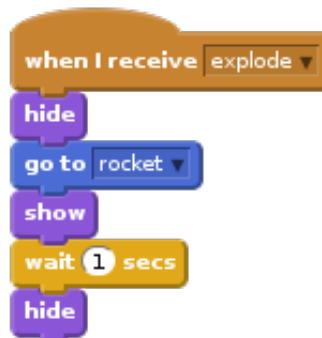 when I receive explode
hide
go to rocket
show
wait 1 secs
hide